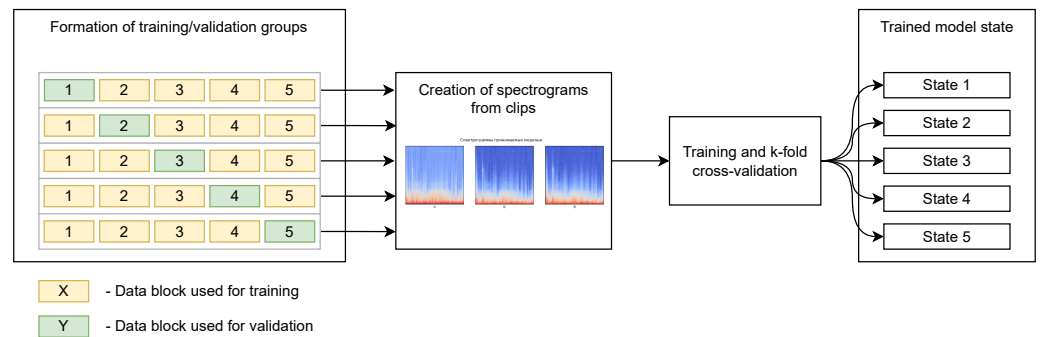 Formation of training/validation groups
1 2 3 4 5
1 2 3 4 5
1 2 3 4 5
1 2 3 4 5
1 2 3 4 5
X - Data block used for training
Y - Data block used for validation
Creation of spectrograms
from clips
Спектрограммы принимаемые моделью
Training and k-fold
cross-validation
Trained model state
State 1
State 2
State 3
State 4
State 5